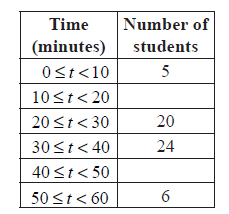 Time Number of
(minutes) students
0 ≤ t < 10 5
10 ≤ t < 20
20 ≤ t < 30 20
30 ≤ t < 40 24
40 ≤ t < 50
50 ≤ t < 60 6